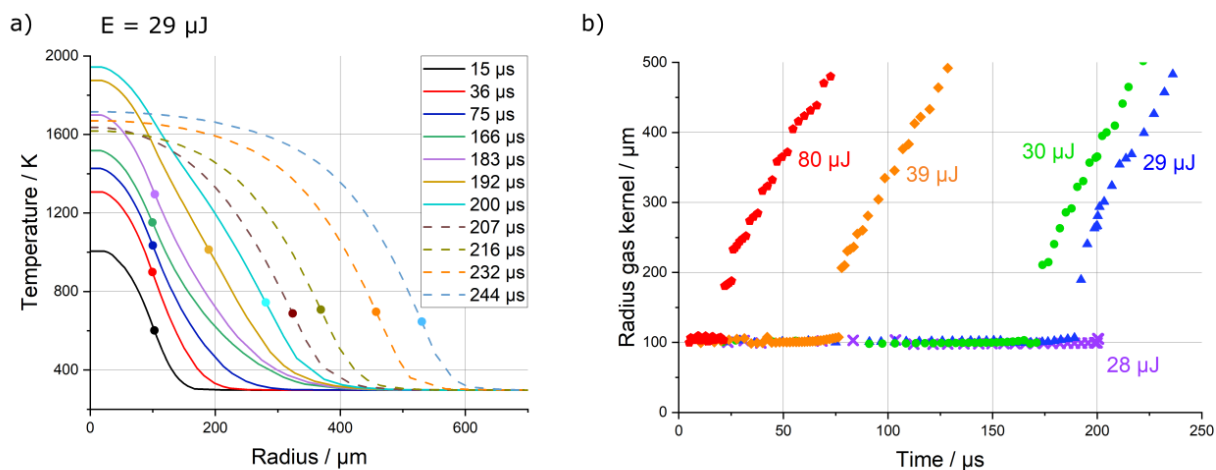 a)
E = 29 µJ
Temperature / K
2000
1600
1200
800
400
0
200
400
600
Radius / µm
15 µs
36 µs
75 µs
166 µs
183 µs
192 µs
200 µs
207 µs
216 µs
232 µs
244 µs
b)
Radius gas kernel / µm
500
400
300
200
100
50
0
50
100
150
200
250
Time / µs
80 µJ
39 µJ
30 µJ
29 µJ
28 µJ